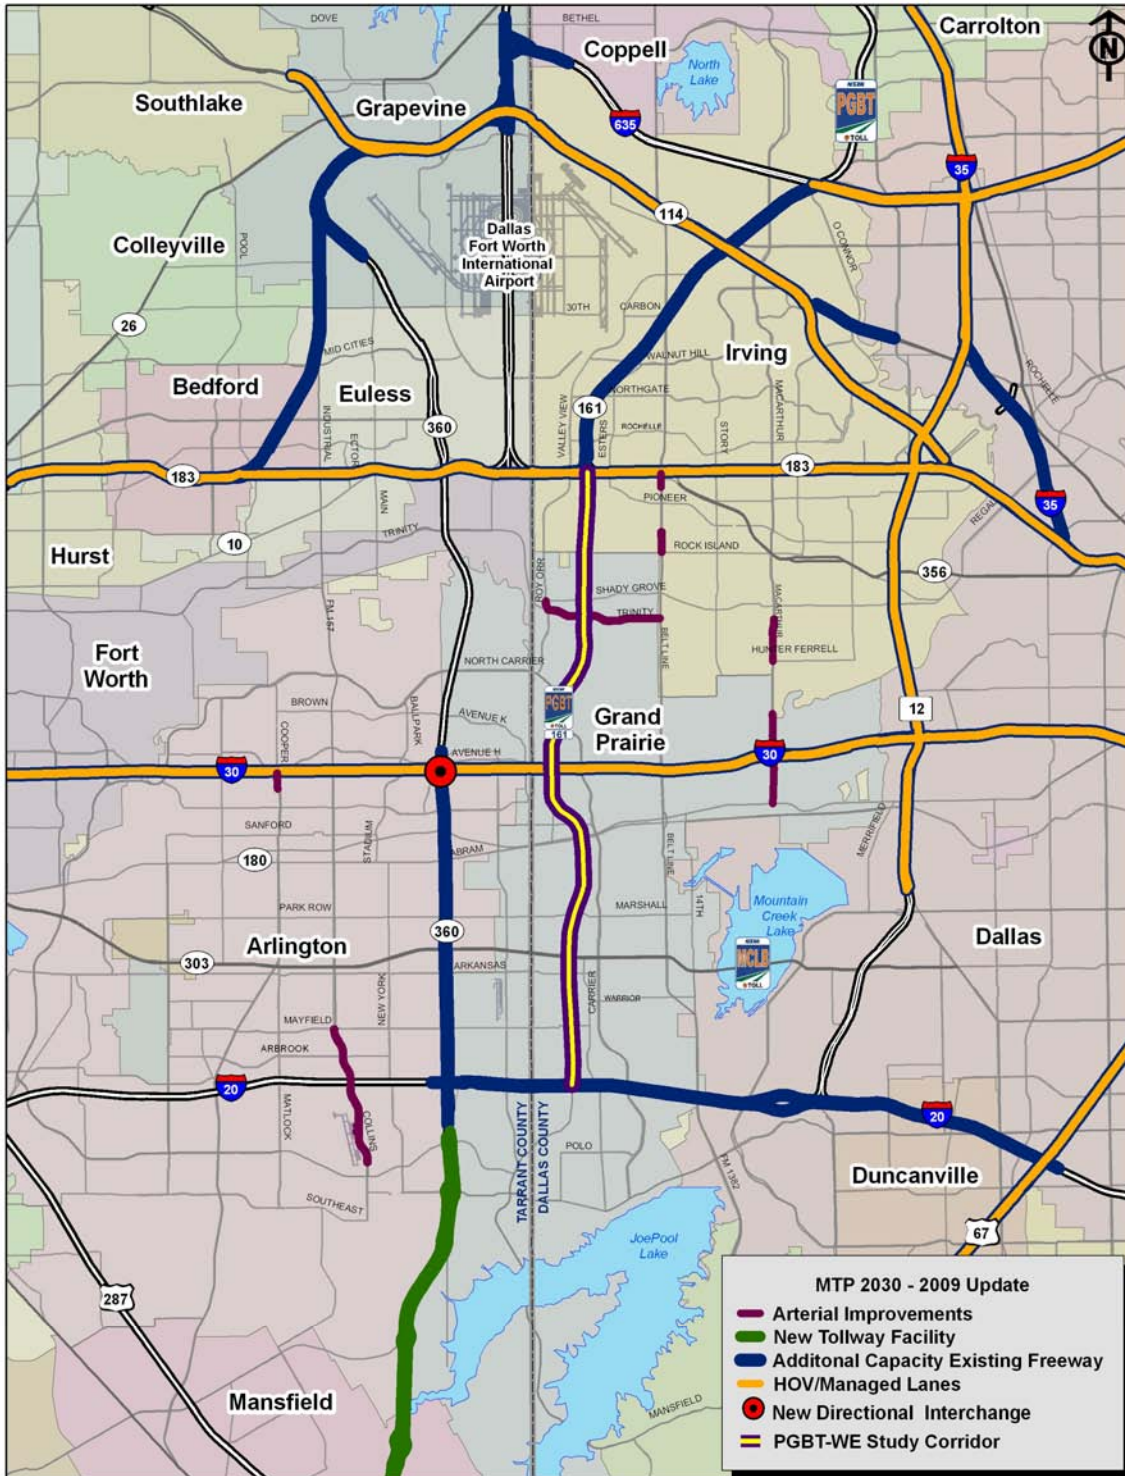 DOVE
BETHEL
Carrolton
N
Coppell
North
Lake
PGBT
TOLL
Southlake
Grapevine
635
35
114
Colleyville
POOL
Dallas
Fort Worth
International
Airport
O CONNOR
30TH
CARBON
26
MID CITIES
WALNUT HILL
Irving
Bedford
Euless
NORTHGATE
ROCHELLE
MACARTHUR
161
VALLEY VIEW
ESTERS
ROCHELLE
STORY
INDUSTRIAL
ECTOR
360
183
183
35
MAIN
PIONEER
REGAL
TRINITY
10
ROCK ISLAND
Hurst
356
SHADY GROVE
ROY ORR
TRINITY
MACARTHUR
FM 157
BELT LINE
HUNTER FERRELL
Fort
Worth
NORTH CARRIER
BROWN
BALLPARK
AVENUE K
PGBT
TOLL
161
Grand
Prairie
12
COOPER
AVENUE H
30
30
SANFORD
STADIUM
ABRAM
180
BELT LINE
MERRIFIELD
PARK ROW
MARSHALL
14TH
Mountain
Creek
Lake
360
Arlington
Dallas
303
ARKANSAS
MCLB
TOLL
NEW YORK
CARRIER
WARRIOR
MAYFIELD
ARBROOK
20
MATLOCK
COLLINS
20
TARRANT COUNTY
DALLAS COUNTY
POLO
FM 1382
Duncanville
SOUTHEAST
JoePool
Lake
67
287
Mansfield
MANSFIELD
MTP 2030 - 2009 Update
Arterial Improvements
New Tollway Facility
Additonal Capacity Existing Freeway
HOV/Managed Lanes
New Directional Interchange
PGBT-WE Study Corridor